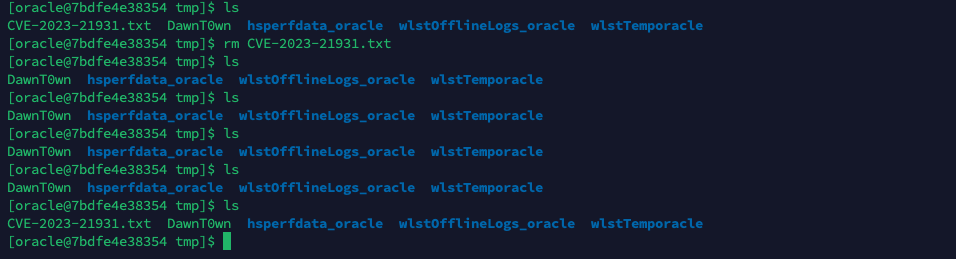 [oracle@7bdfe4e38354 tmp]$ ls
CVE-2023-21931.txt  DawnT0wn  hsperfdata_oracle  wlstOfflineLogs_oracle  wlstTemporacle
[oracle@7bdfe4e38354 tmp]$ rm CVE-2023-21931.txt
[oracle@7bdfe4e38354 tmp]$ ls
DawnT0wn  hsperfdata_oracle  wlstOfflineLogs_oracle  wlstTemporacle
[oracle@7bdfe4e38354 tmp]$ ls
DawnT0wn  hsperfdata_oracle  wlstOfflineLogs_oracle  wlstTemporacle
[oracle@7bdfe4e38354 tmp]$ ls
DawnT0wn  hsperfdata_oracle  wlstOfflineLogs_oracle  wlstTemporacle
[oracle@7bdfe4e38354 tmp]$ ls
DawnT0wn  hsperfdata_oracle  wlstOfflineLogs_oracle  wlstTemporacle
[oracle@7bdfe4e38354 tmp]$ ls
CVE-2023-21931.txt  DawnT0wn  hsperfdata_oracle  wlstOfflineLogs_oracle  wlstTemporacle
[oracle@7bdfe4e38354 tmp]$